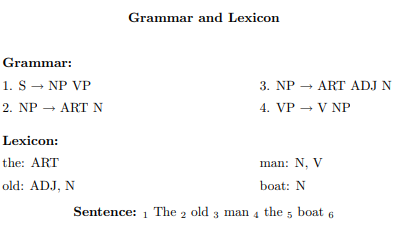 Grammar and Lexicon
Grammar:
1. S → NP VP
3. NP → ART ADJ N
2. NP → ART N
4. VP → V NP
Lexicon:
the: ART
man: N, V
old: ADJ, N
boat: N
Sentence: 1 The 2 old 3 man 4 the 5 boat 6